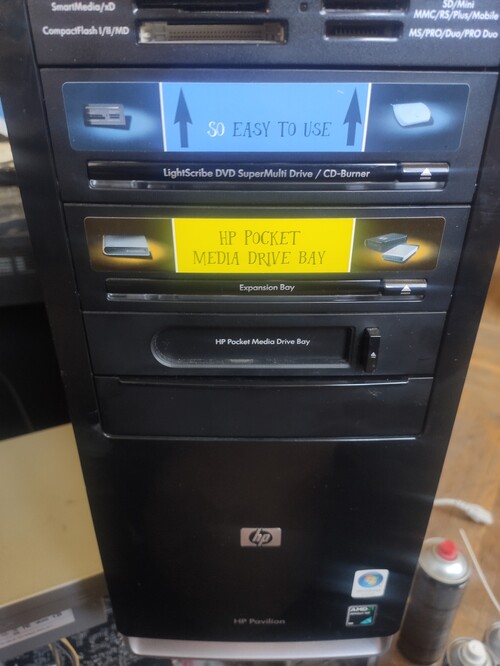 SmartMedia/xD
SD/Mini
MMC/RS/Plus/Mobile
CompactFlash I/II/MD
MS/PRO/Duo/PRO Duo
SO EASY TO USE
LightScribe DVD SuperMulti Drive / CD-Burner
HP POCKET
MEDIA DRIVE BAY
Expansion Bay
HP Pocket Media Drive Bay
hp
HP Pavilion
AMD